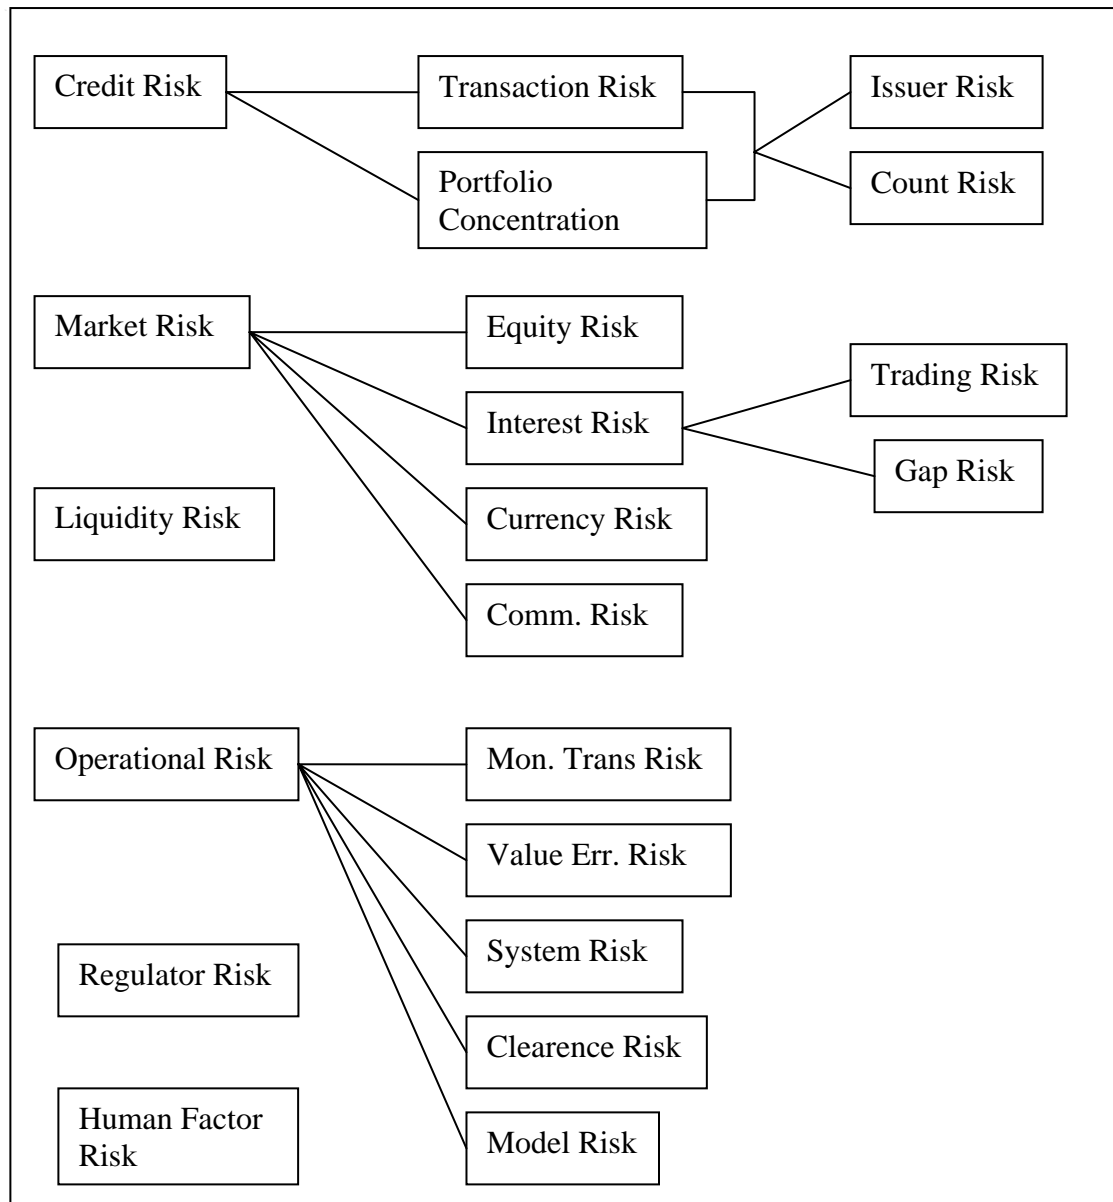 Credit Risk
Transaction Risk
Issuer Risk
Portfolio
Concentration
Count Risk
Market Risk
Equity Risk
Trading Risk
Interest Risk
Gap Risk
Liquidity Risk
Currency Risk
Comm. Risk
Operational Risk
Mon. Trans Risk
Value Err. Risk
System Risk
Regulator Risk
Clearence Risk
Human Factor
Risk
Model Risk